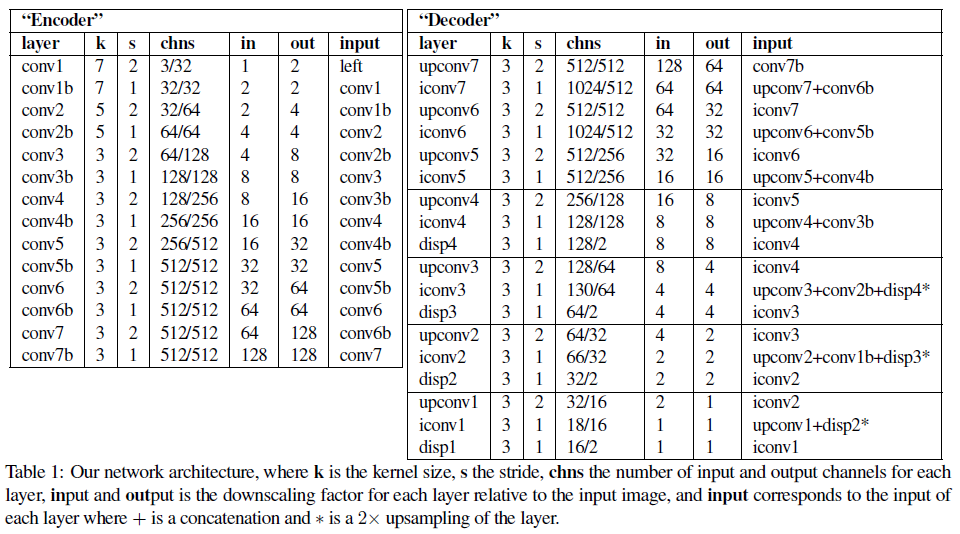 “Encoder”
layer k s chns in out input
conv1 7 2 3/32 1 2 left
conv1b 7 1 32/32 2 2 conv1
conv2 5 2 32/64 2 4 conv1b
conv2b 5 1 64/64 4 4 conv2
conv3 3 2 64/128 4 8 conv2b
conv3b 3 1 128/128 8 8 conv3
conv4 3 2 128/256 8 16 conv3b
conv4b 3 1 256/256 16 16 conv4
conv5 3 2 256/512 16 32 conv4b
conv5b 3 1 512/512 32 32 conv5
conv6 3 2 512/512 32 64 conv5b
conv6b 3 1 512/512 64 64 conv6
conv7 3 2 512/512 64 128 conv6b
conv7b 3 1 512/512 128 128 conv7
“Decoder”
layer k s chns in out input
upconv7 3 2 512/512 128 64 conv7b
iconv7 3 1 1024/512 64 64 upconv7+conv6b
upconv6 3 2 512/512 64 32 iconv7
iconv6 3 1 1024/512 32 32 upconv6+conv5b
upconv5 3 2 512/256 32 16 iconv6
iconv5 3 1 512/256 16 16 upconv5+conv4b
upconv4 3 2 256/128 16 8 iconv5
iconv4 3 1 128/128 8 8 upconv4+conv3b
disp4 3 1 128/2 8 8 iconv4
upconv3 3 2 128/64 8 4 iconv4
iconv3 3 1 130/64 4 4 upconv3+conv2b+disp4*
disp3 3 1 64/2 4 4 iconv3
upconv2 3 2 64/32 4 2 iconv3
iconv2 3 1 66/32 2 2 upconv2+conv1b+disp3*
disp2 3 1 32/2 2 2 iconv2
upconv1 3 2 32/16 2 1 iconv2
iconv1 3 1 18/16 1 1 upconv1+disp2*
disp1 3 1 16/2 1 1 iconv1
Table 1: Our network architecture, where k is the kernel size, s the stride, chns the number of input and output channels for each
layer, input and output is the downscaling factor for each layer relative to the input image, and input corresponds to the input of
each layer where + is a concatenation and ∗ is a 2× upsampling of the layer.